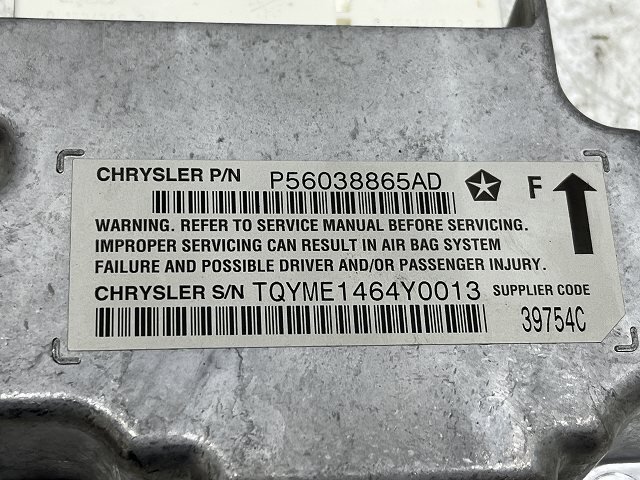 CHRYSLER P/N P56038865AD
F
WARNING. REFER TO SERVICE MANUAL BEFORE SERVICING.
IMPROPER SERVICING CAN RESULT IN AIR BAG SYSTEM
FAILURE AND POSSIBLE DRIVER AND/OR PASSENGER INJURY.
CHRYSLER S/N TQYME1464Y0013 SUPPLIER CODE
39754C